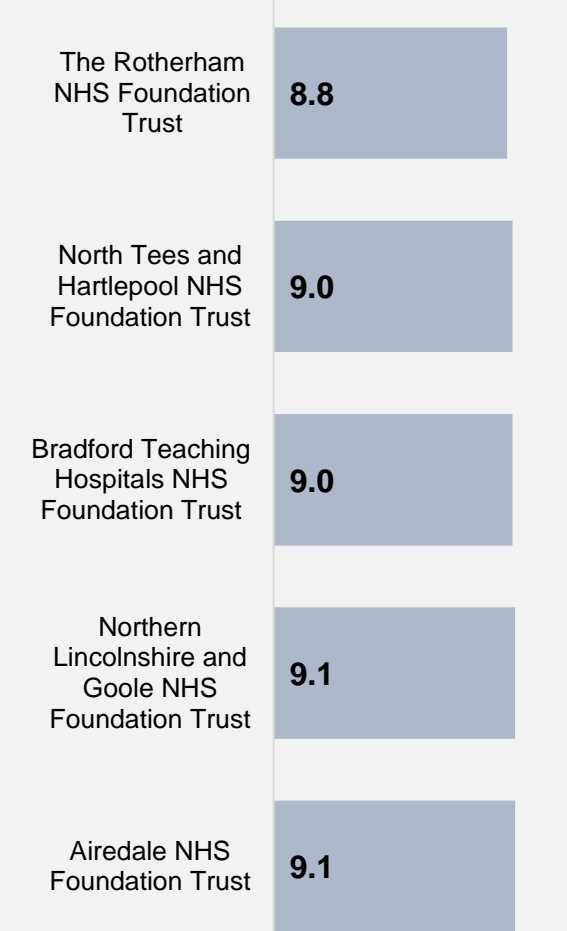 The Rotherham
NHS Foundation
Trust
8.8
North Tees and
Hartlepool NHS
Foundation Trust
9.0
Bradford Teaching
Hospitals NHS
Foundation Trust
9.0
Northern
Lincolnshire and
Goole NHS
Foundation Trust
9.1
Airedale NHS
Foundation Trust
9.1